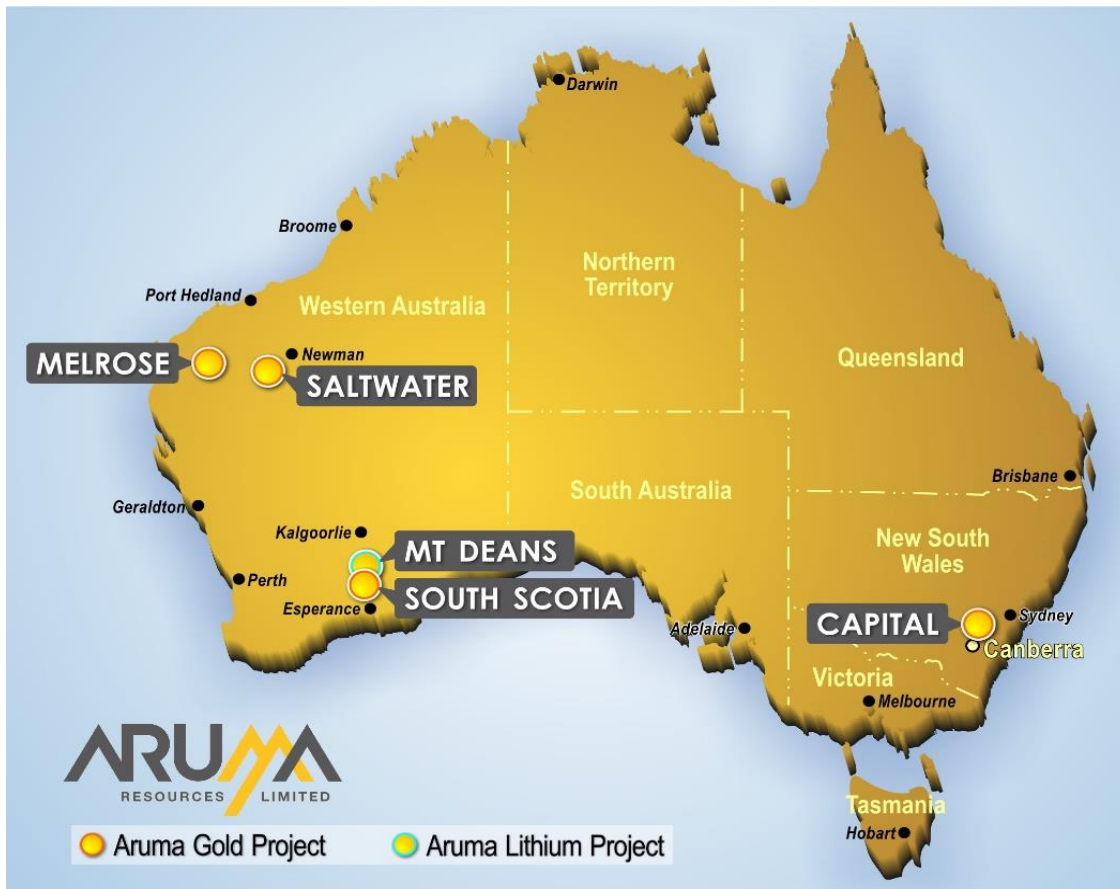 Darwin
Broome
Northern
Territory
Port Hedland
Western Australia
Newman
MELROSE
SALTWATER
Queensland
Brisbane
South Australia
Geraldton
Kalgoorlie
New South
Wales
MT DEANS
Perth
SOUTH SCOTIA
Esperance
CAPITAL
Sydney
Adelaide
Canberra
Victoria
Melbourne
ARUMA
RESOURCES LIMITED
Tasmania
Hobart
Aruma Gold Project
Aruma Lithium Project